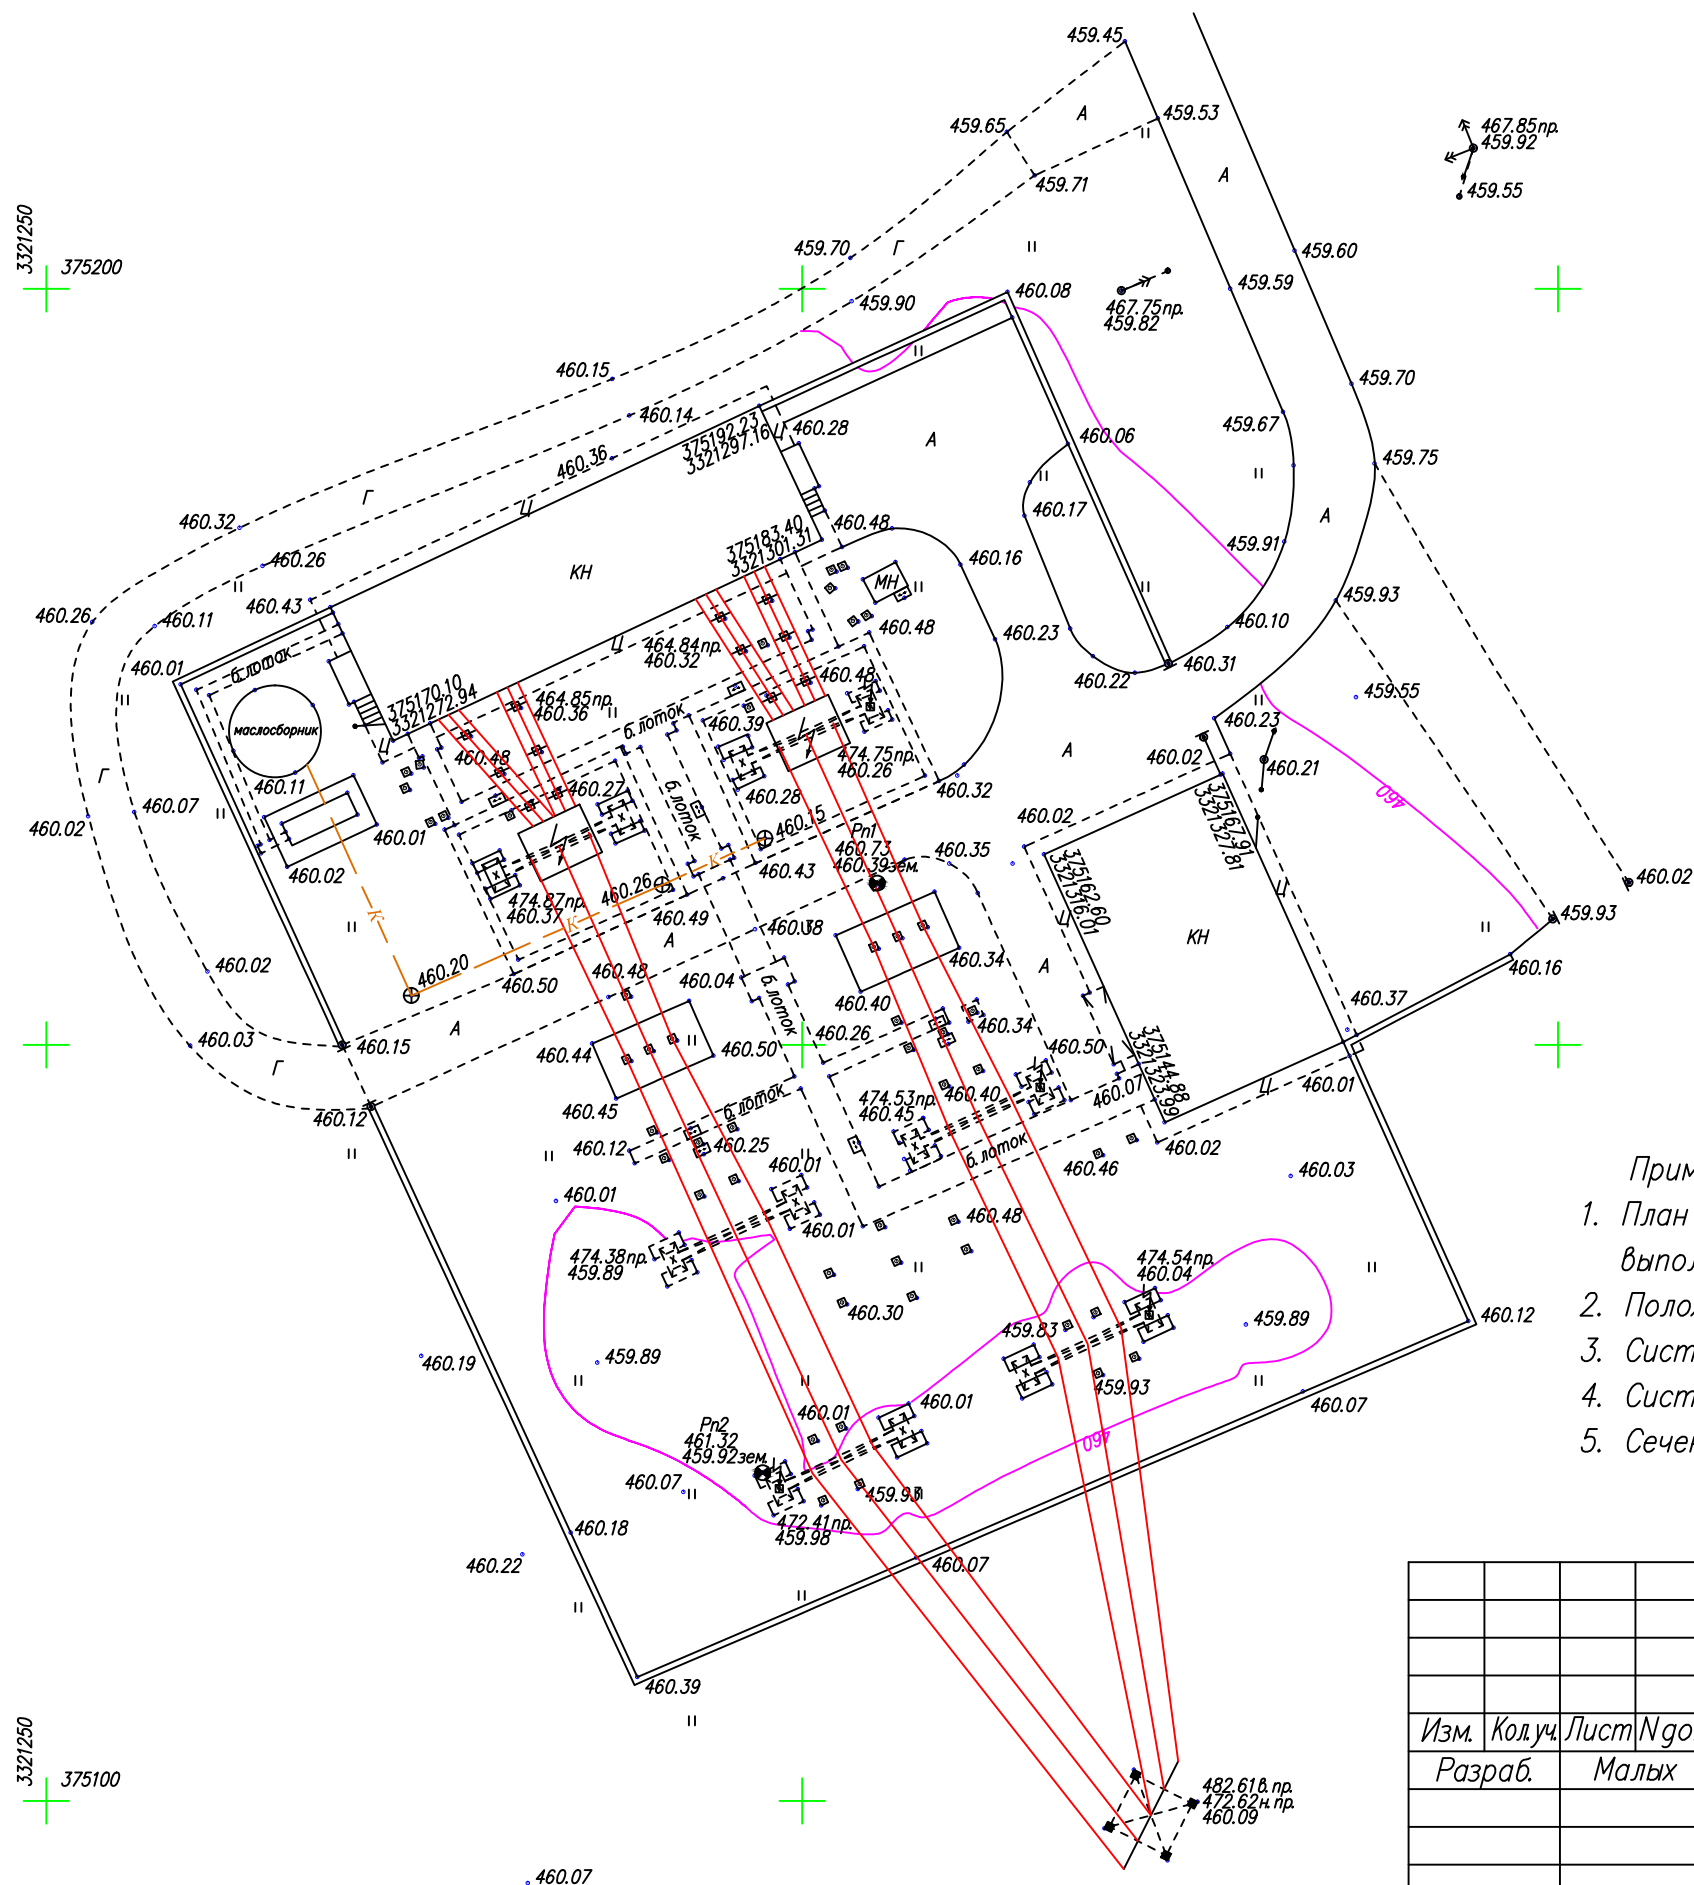 459.45
459.65
А
459.53
467.85пр.
459.92
459.55
459.71
А
3321250
375200
459.70
Г
459.60
459.59
460.08
459.90
467.75пр.
459.82
460.15
459.70
460.14
375192.23
3321297.16
Ц
460.28
А
459.67
460.06
460.36
459.75
Г
Ц
460.32
460.17
А
375183.40
3321301.31
460.48
459.91
460.26
КН
460.16
МН
460.43
459.93
460.26
460.11
460.10
464.84пр.
460.32
Ц
460.48
460.23
460.01
б.лоток
460.31
460.22
460.48
459.55
375170.10
3321272.94
464.85пр.
460.36
б.лоток
460.39
460.23
маслосборник
Ц
460.48
474.75пр.
460.26
А
460.02
460.21
Г
460.11
460.27
б.лоток
460.28
460.32
460
460.07
460.02
460.01
460.15
Рп1
460.73
460.39зем.
460.02
375167.91
3321327.81
460.02
460.43
460.35
К
375162.60
3321316.01
Ц
460.02
474.87пр.
460.37
460.26
460.49
К
К
Ц
459.93
460.38
А
КН
460.34
А
460.16
460.02
460.20
460.50
460.48
460.04
б.лоток
460.40
460.34
460.37
А
460.03
460.15
460.44
460.50
460.26
460.50
375144.88
3321323.99
Г
460.12
460.45
б.лоток
474.53пр.
460.45
460.40
460.07
Ц
460.01
460.12
460.25
б.лоток
460.02
460.01
460.46
460.03
Прим
460.01
460.01
460.48
1. План
474.38пр.
459.89
474.54пр.
460.04
выпол
460.30
2. Поло
459.83
459.89
460.12
460.19
459.89
3. Сист
459.93
4. Сист
460.01
460.01
460.07
Рп2
461.32
459.92зем.
460
5. Сече
460.07
459.93
472.41пр.
459.98
460.18
460.22
460.07
460.39
Изм. Кол.уч. Лист Nдо
3321250
375100
Разраб. Малых
482.61в.пр.
472.62н.пр.
460.09
460.07